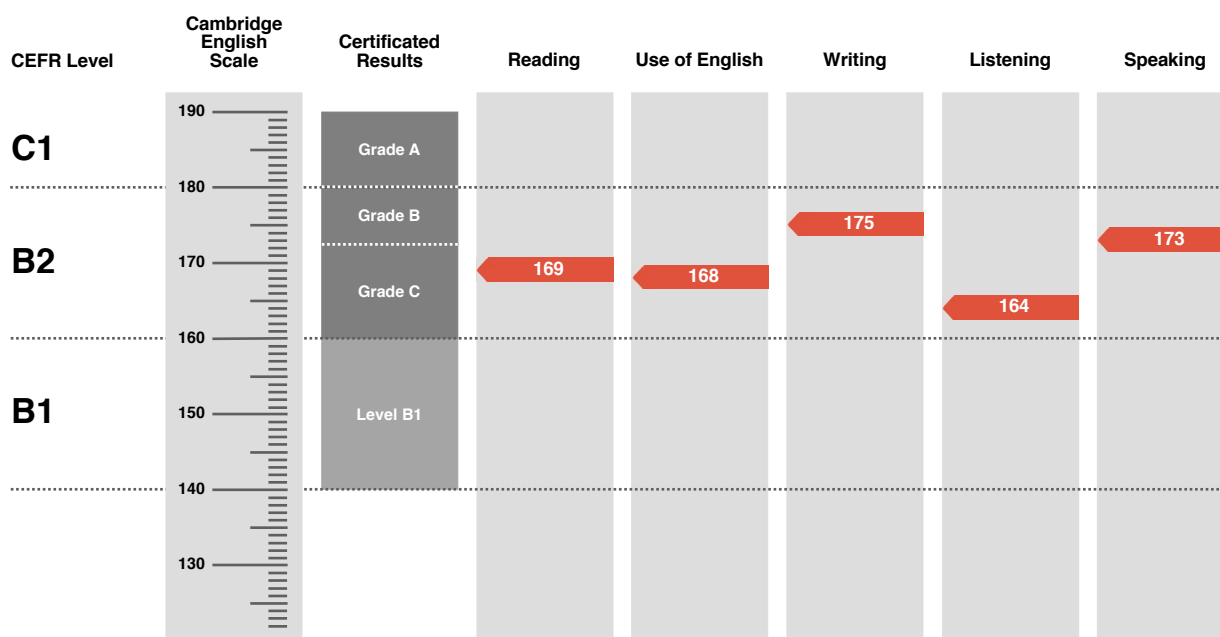 CEFR Level
Cambridge
English
Scale
Certificated
Results
Reading
Use of English
Writing
Listening
Speaking
190
C1
Grade A
180
Grade B
175
173
B2
170
169
168
Grade C
164
160
B1
150
Level B1
140
130